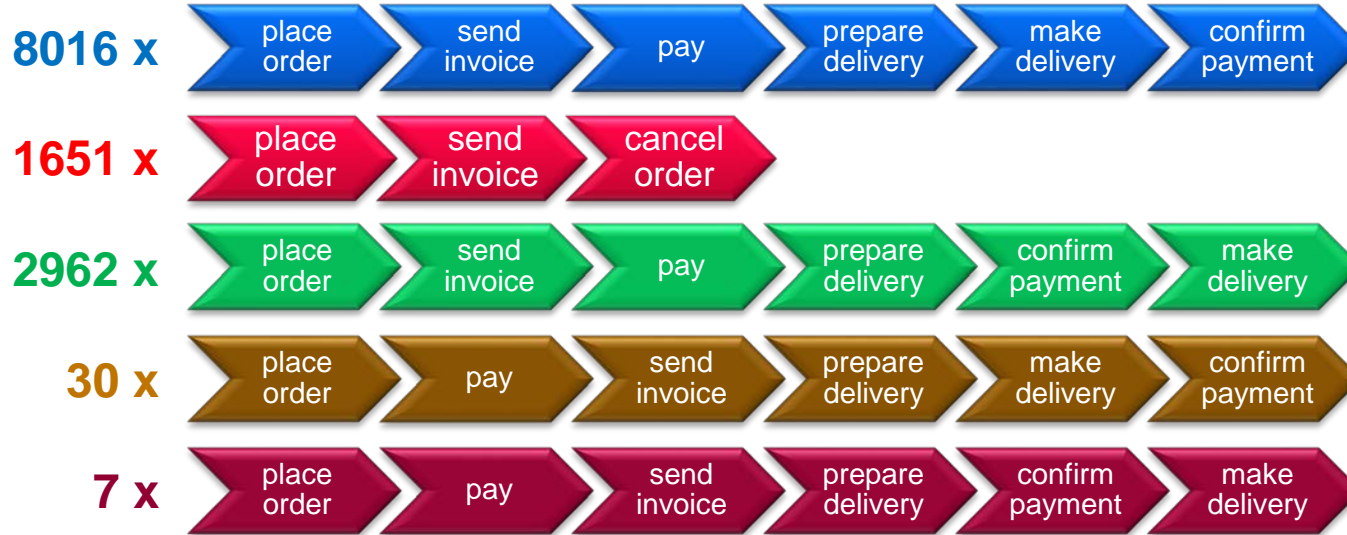 8016 x
place
order
send
invoice
pay
prepare
delivery
make
delivery
confirm
payment
1651 x
place
order
send
invoice
cancel
order
2962 x
place
order
send
invoice
pay
prepare
delivery
confirm
payment
make
delivery
30 x
place
order
pay
send
invoice
prepare
delivery
make
delivery
confirm
payment
7 x
place
order
pay
send
invoice
prepare
delivery
confirm
payment
make
delivery